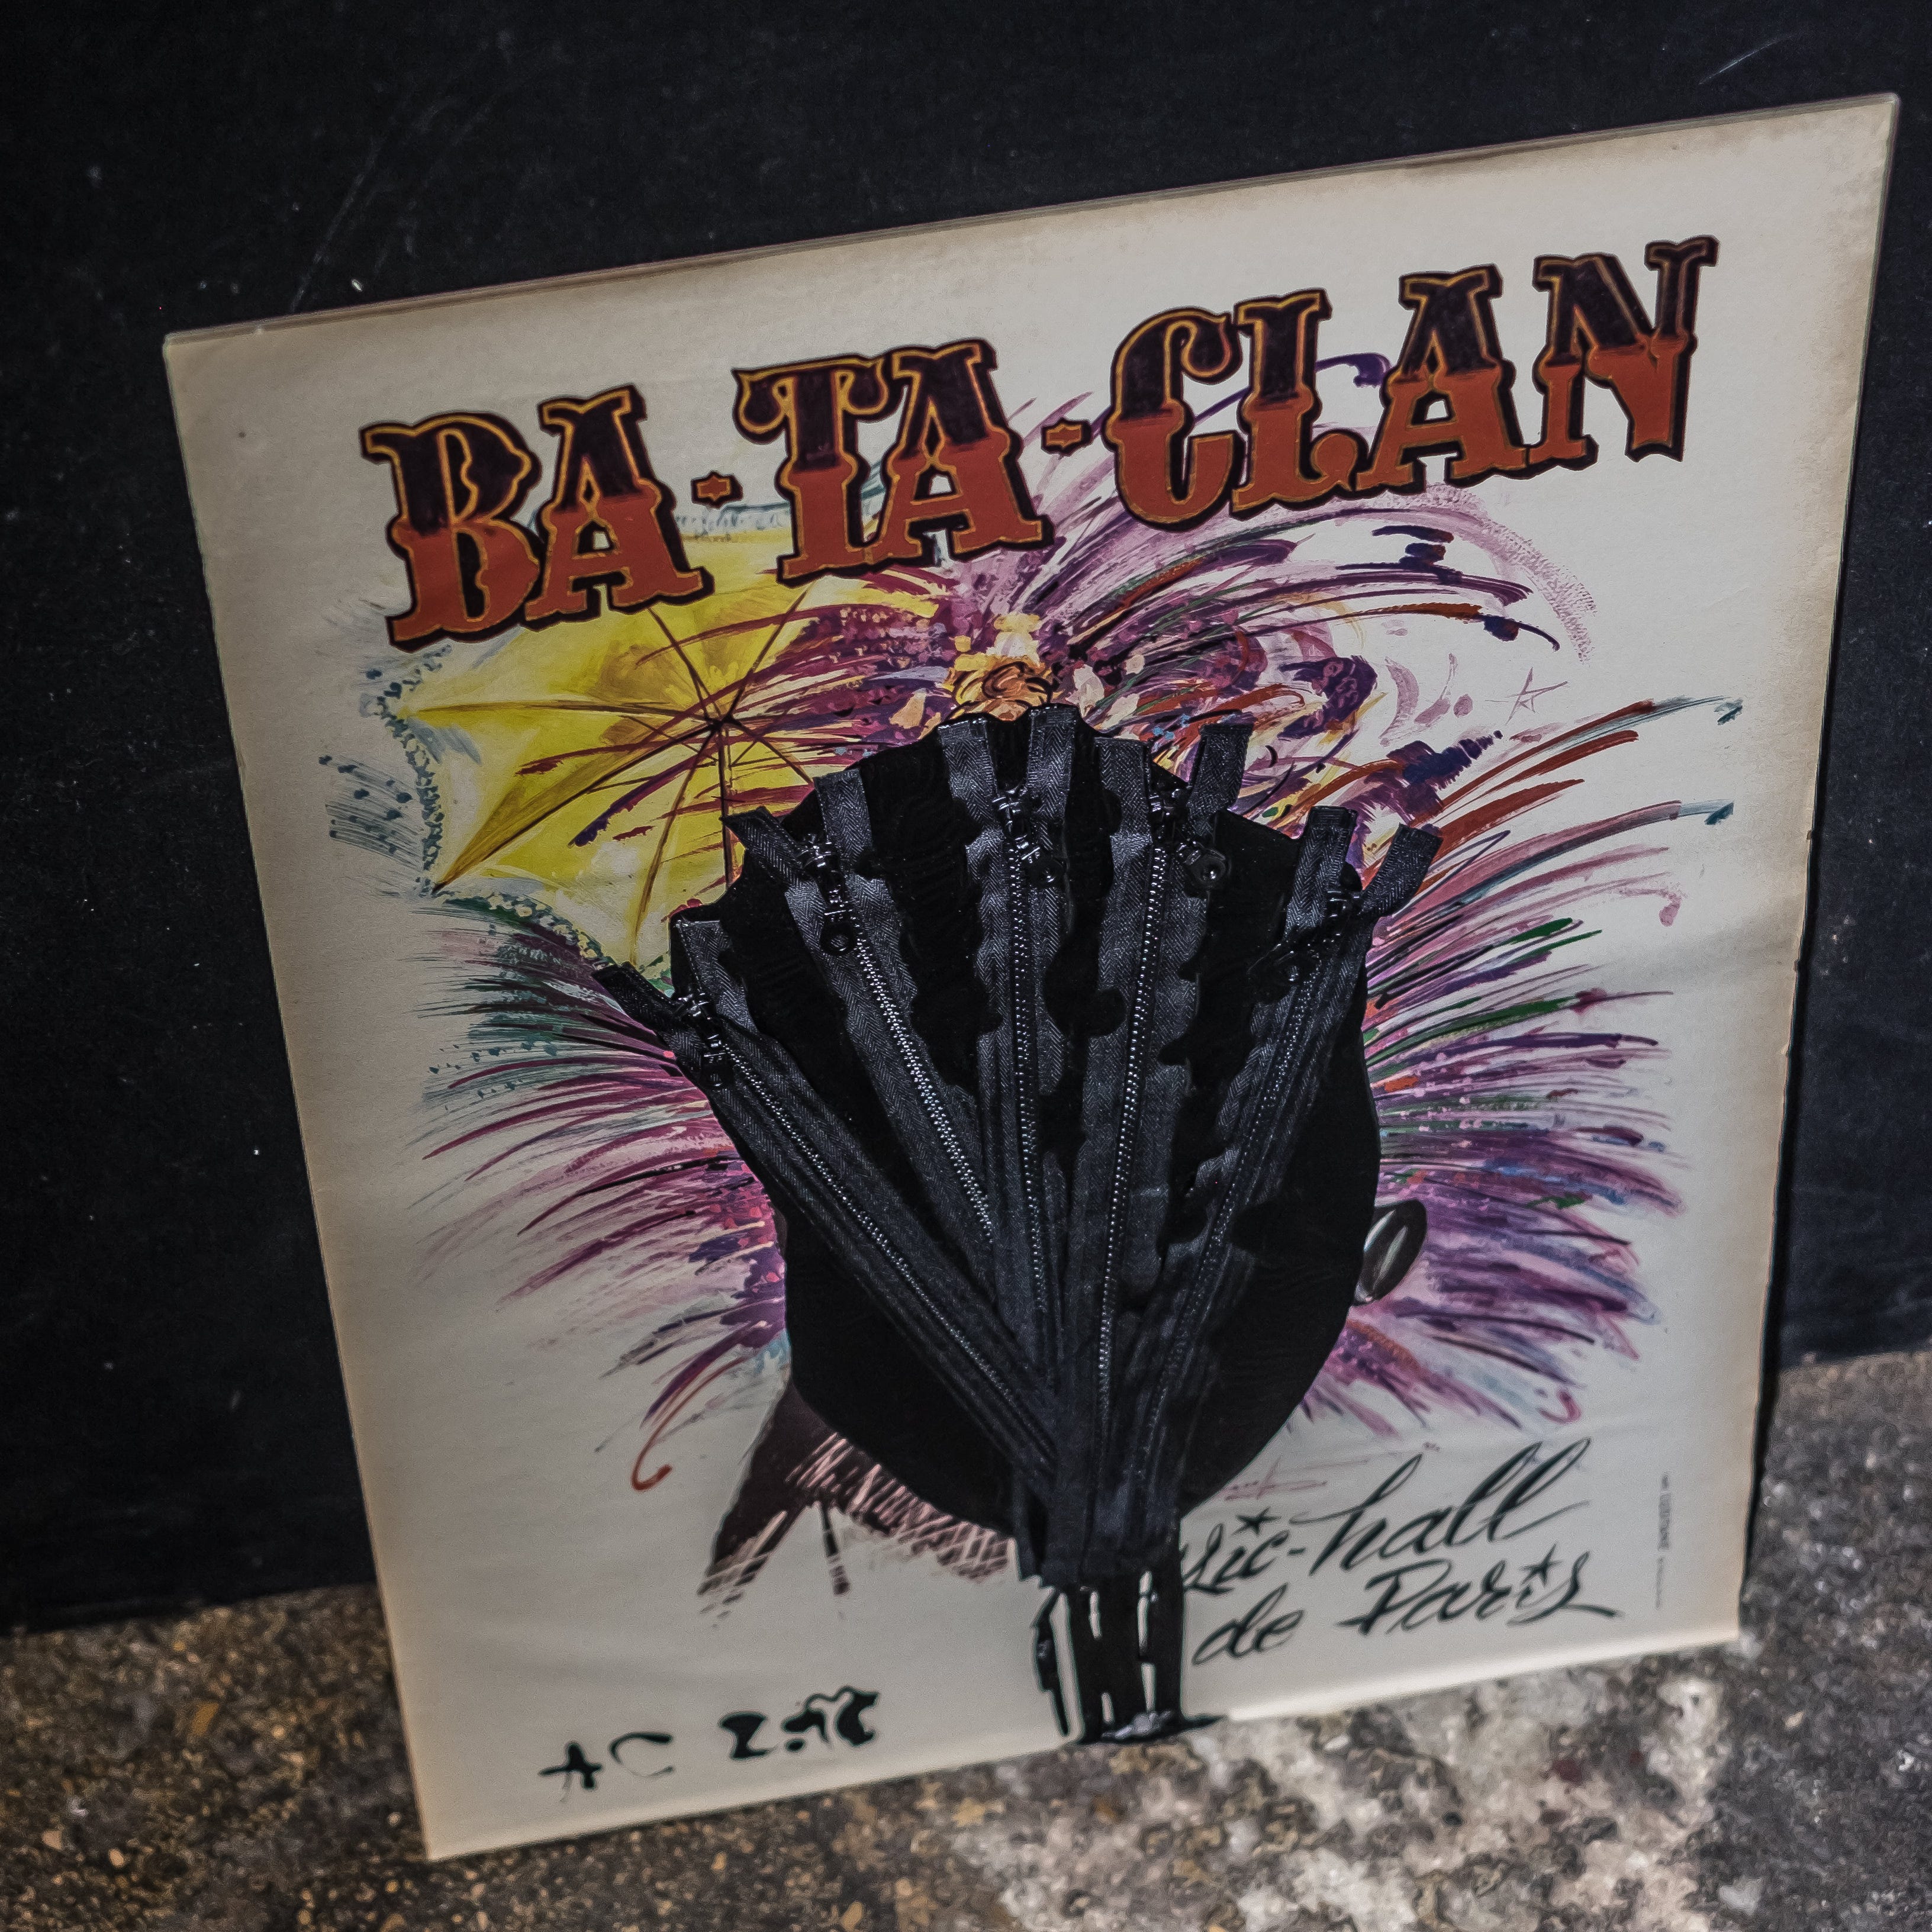 BA·TA·CLAN
sic-hall
de Paris